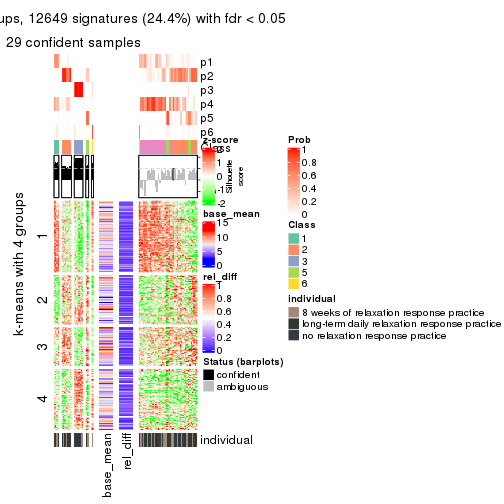 ups, 12649 signatures (24.4%) with fdr < 0.05
29 confident samples
p1
p2
p3
p4
p5
p6
Class
Silhouette
score
k-means with 4 groups
1
2
3
4
base_mean
rel_diff
individual
z-score
0
-2
base_mean
15
10
5
0
rel_diff
1
0.8
0.6
0.4
0.2
0
Status (barplots)
confident
ambiguous
Prob
1
0.8
0.6
0.4
0.2
0
Class
1
2
3
5
6
individual
8 weeks of relaxation response practice
long-term daily relaxation response practice
no relaxation response practice